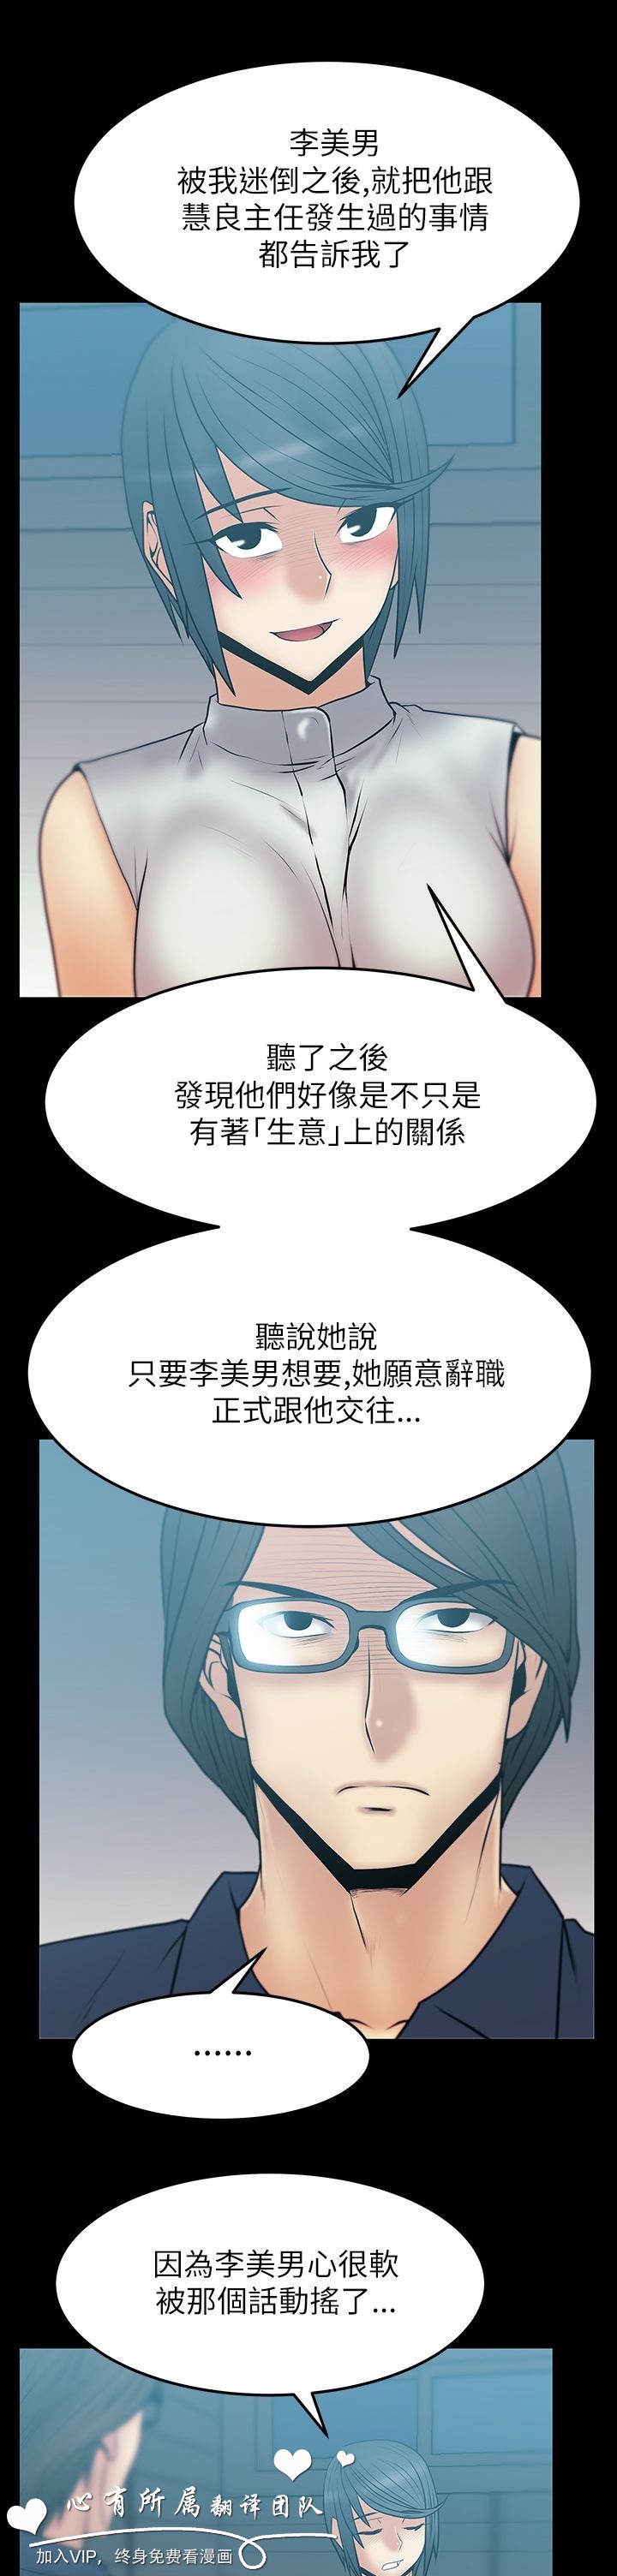 李美男
被我迷倒之後,就把他跟
慧良主任發生過的事情
都告訴我了
聽了之後
發現他們好像是不只是
有著「生意」上的關係
聽說她說
只要李美男想要,她願意辭職
正式跟他交往...
......
因為李美男心很軟
被那個話動搖了...
心有所属翻译团队
加入VIP，终身免费看漫画